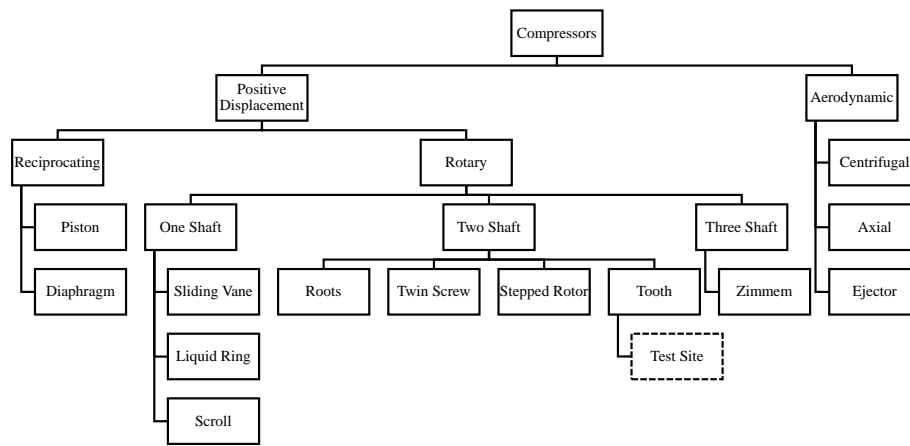 Compressors
Positive
Displacement
Aerodynamic
Reciprocating
Rotary
Centrifugal
Piston
One Shaft
Two Shaft
Three Shaft
Axial
Diaphragm
Sliding Vane
Roots
Twin Screw
Stepped Rotor
Tooth
Zimmem
Ejector
Liquid Ring
Test Site
Scroll